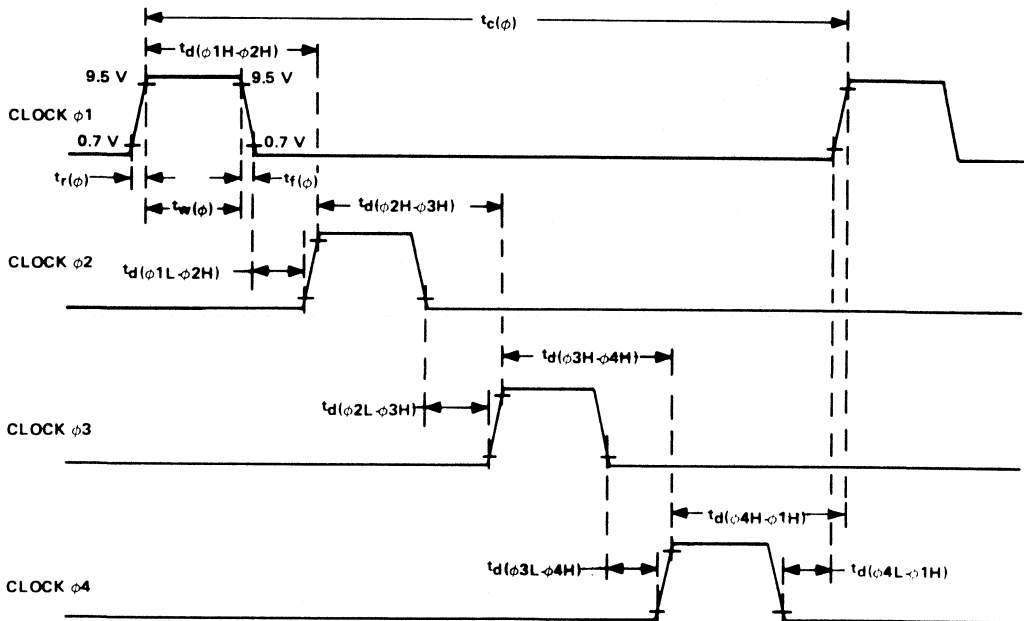 tc(ϕ)
td(ϕ1H-ϕ2H)
9.5 V
9.5 V
CLOCK ϕ1
0.7 V
0.7 V
tr(ϕ)
tf(ϕ)
tw(ϕ)
td(ϕ2H-ϕ3H)
CLOCK ϕ2
td(ϕ1L-ϕ2H)
td(ϕ3H-ϕ4H)
td(ϕ2L-ϕ3H)
CLOCK ϕ3
td(ϕ4H-ϕ1H)
td(ϕ3L-ϕ4H)
td(ϕ4L-ϕ1H)
CLOCK ϕ4